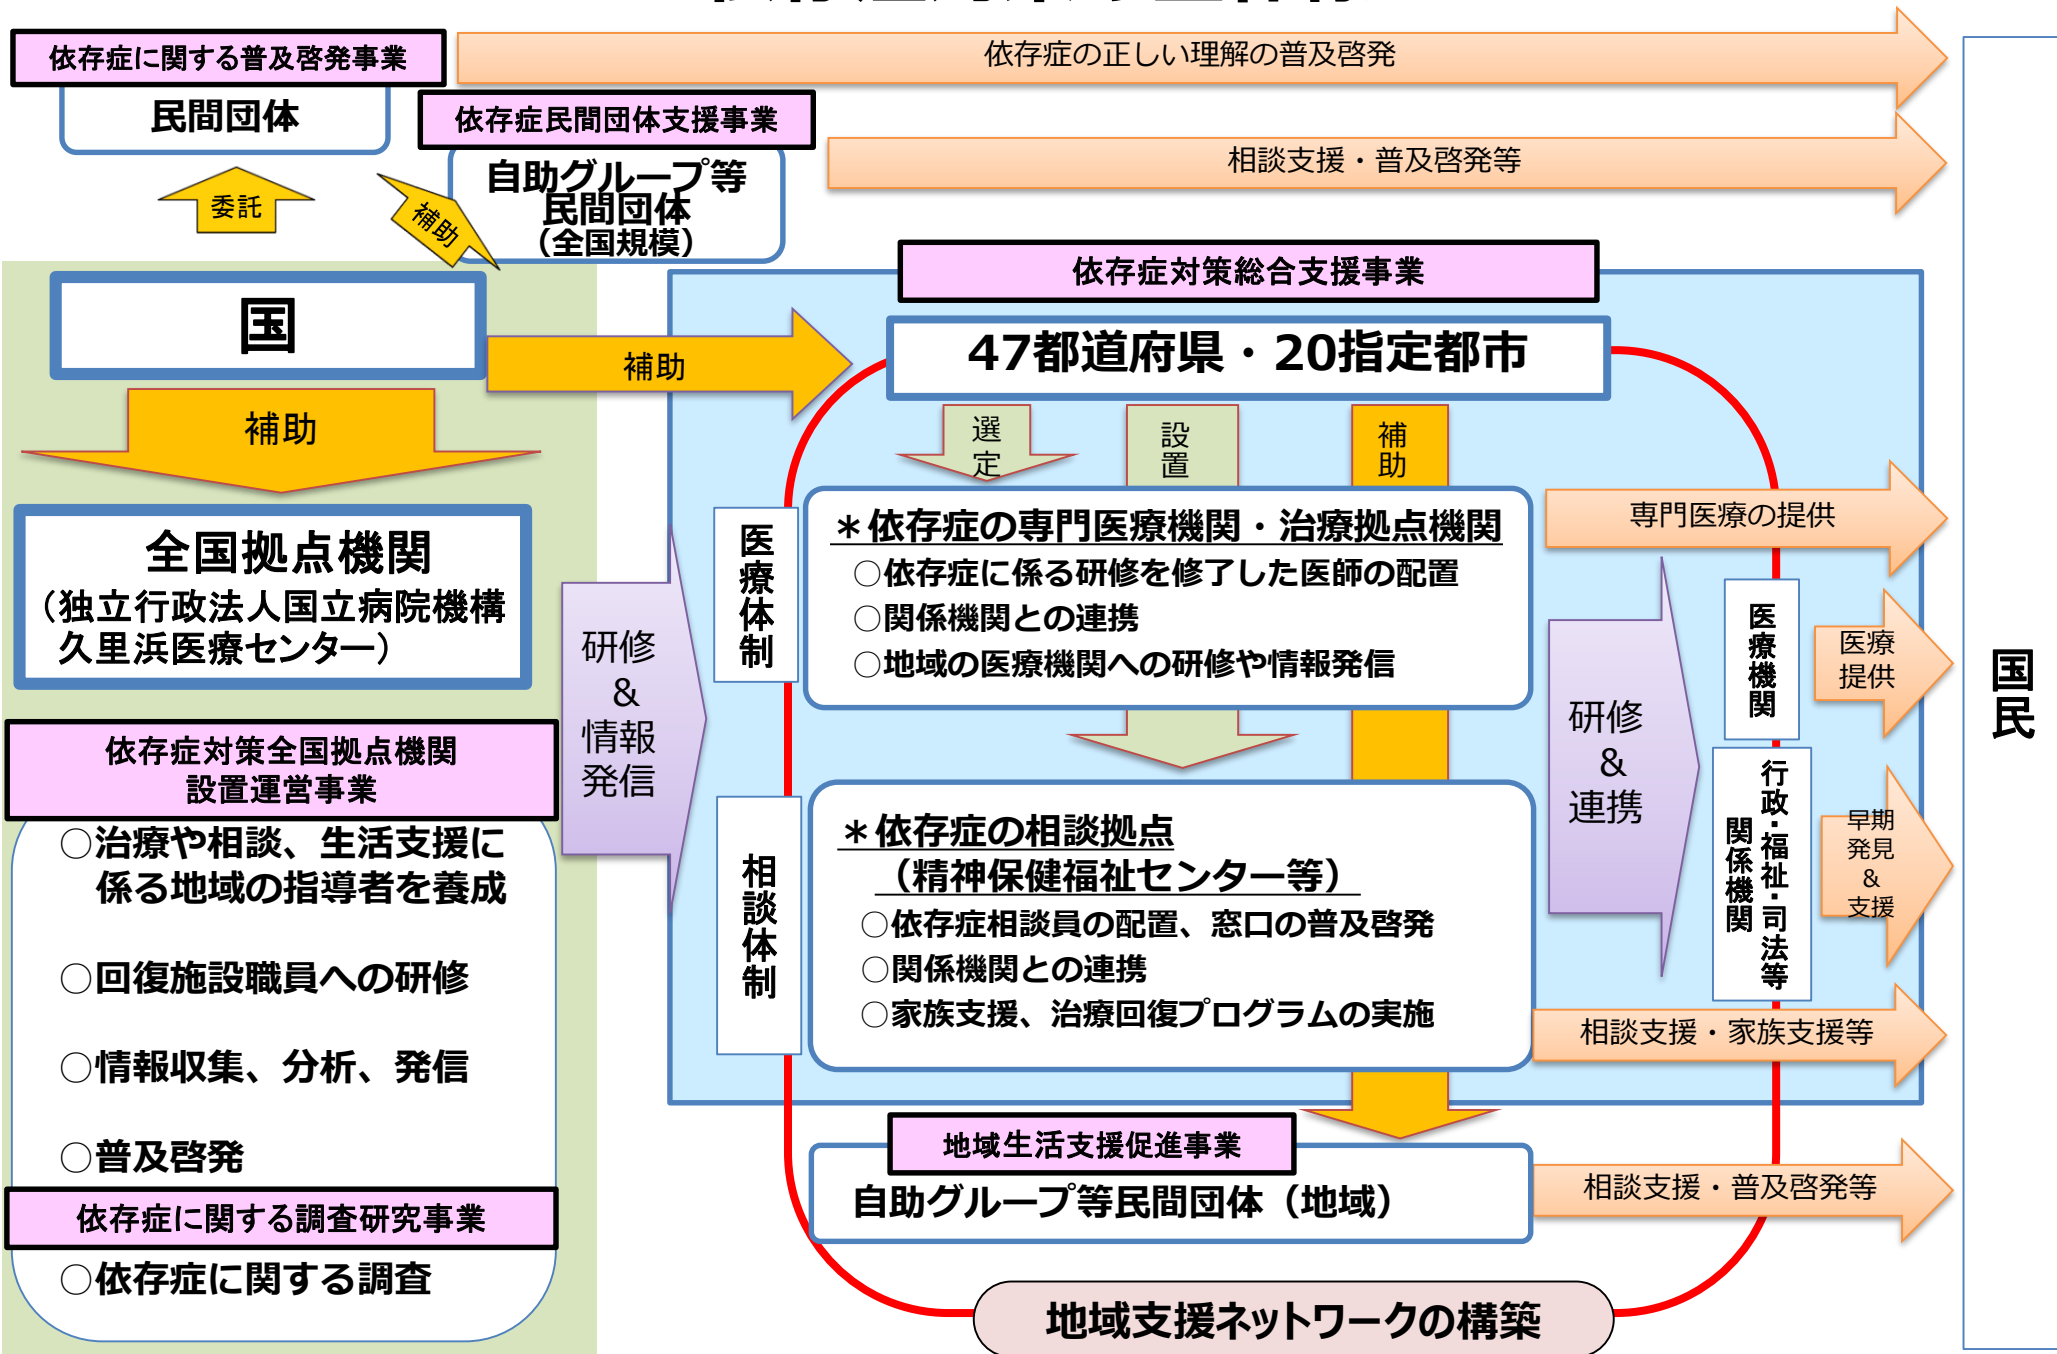 依存症に関する普及啓発事業
民間団体
依存症の正しい理解の普及啓発
依存症民間団体支援事業
自助グループ等
民間団体
（全国規模）
相談支援・普及啓発等
委託
補助
国
補助
補助
全国拠点機関
（独立行政法人国立病院機構
久里浜医療センター）
依存症対策全国拠点機関
設置運営事業
○治療や相談、生活支援に
係る地域の指導者を養成
○回復施設職員への研修
○情報収集、分析、発信
○普及啓発
依存症に関する調査研究事業
○依存症に関する調査
研修
&
情報
発信
依存症対策総合支援事業
47都道府県・20指定都市
選定
設置
補助
医療体制
＊依存症の専門医療機関・治療拠点機関
○依存症に係る研修を修了した医師の配置
○関係機関との連携
○地域の医療機関への研修や情報発信
相談体制
＊依存症の相談拠点
（精神保健福祉センター等）
○依存症相談員の配置、窓口の普及啓発
○関係機関との連携
○家族支援、治療回復プログラムの実施
地域生活支援促進事業
自助グループ等民間団体（地域）
地域支援ネットワークの構築
専門医療の提供
研修
&
連携
医療機関
医療
提供
行政・福祉・司法等
関係機関
早期
発見
&
支援
相談支援・家族支援等
相談支援・普及啓発等
国民